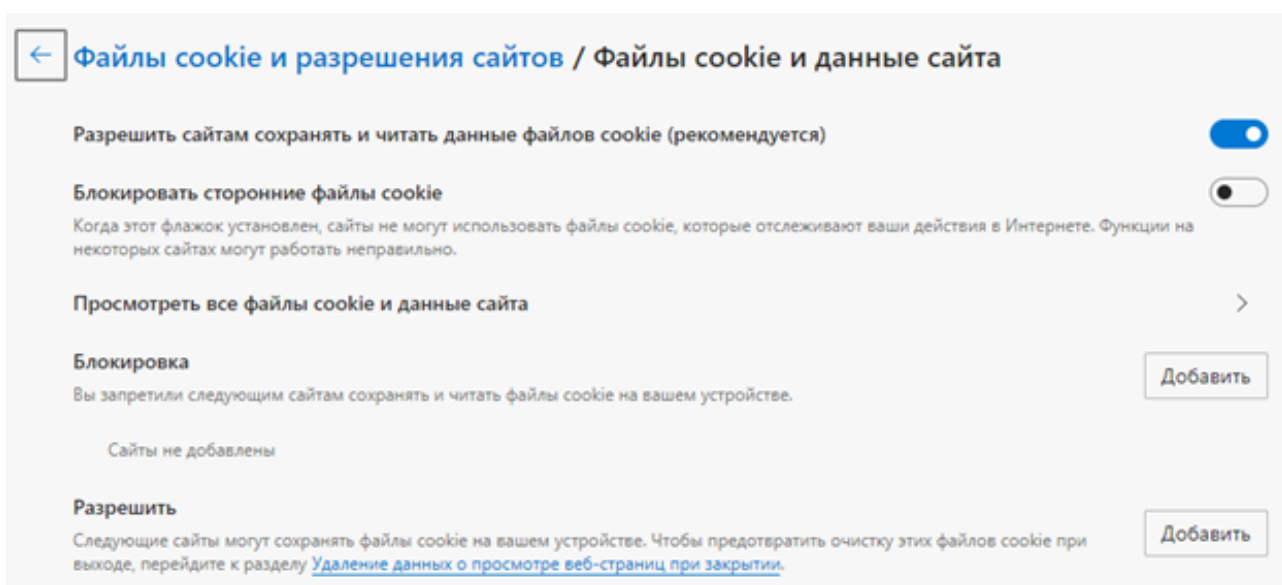 ← Файлы cookie и разрешения сайтов / Файлы cookie и данные сайта
Разрешить сайтам сохранять и читать данные файлов cookie (рекомендуется)
Блокировать сторонние файлы cookie
Когда этот флажок установлен, сайты не могут использовать файлы cookie, которые отслеживают ваши действия в Интернете. Функции на
некоторых сайтах могут работать неправильно.
Просмотреть все файлы cookie и данные сайта
Блокировка
Добавить
Вы запретили следующим сайтам сохранять и читать файлы cookie на вашем устройстве.
Сайты не добавлены
Разрешить
Добавить
Следующие сайты могут сохранять файлы cookie на вашем устройстве. Чтобы предотвратить очистку этих файлов cookie при
выходе, перейдите к разделу Удаление данных о просмотре веб-страниц при закрытии.